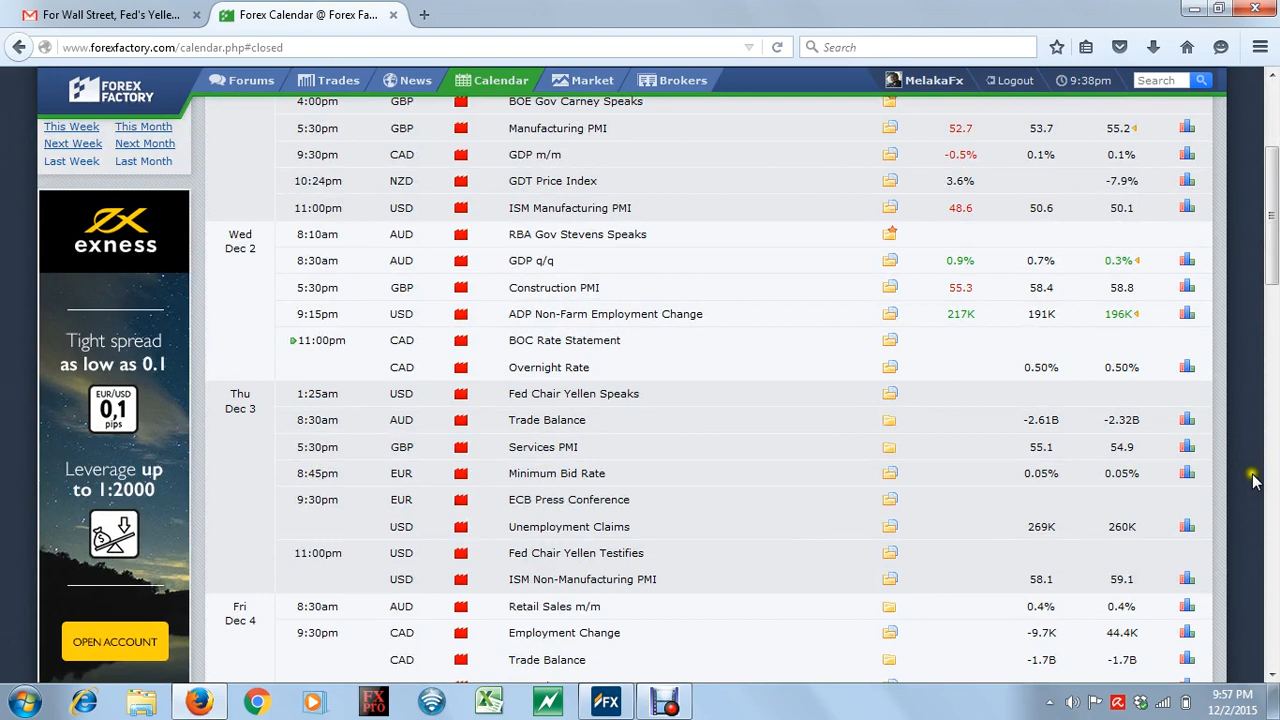 For Wall Street, Fed's Yelle... × Forex Calendar @ Forex Fa... × +
www.forexfactory.com/calendar.php#closed Search
FOREX FACTORY Forums Trades News Calendar Market Brokers MelakaFx Logout 9:38pm Search
This Week This Month
Next Week Next Month
Last Week Last Month
4:00pm GBP BOE Gov Carney Speaks
5:30pm GBP Manufacturing PMI 52.7 53.7 55.2
9:30pm CAD GDP m/m -0.5% 0.1% 0.1%
10:24pm NZD GDT Price Index 3.6% -7.9%
11:00pm USD ISM Manufacturing PMI 48.6 50.6 50.1
Wed Dec 2 8:10am AUD RBA Gov Stevens Speaks
8:30am AUD GDP q/q 0.9% 0.7% 0.3%
5:30pm GBP Construction PMI 55.3 58.4 58.8
9:15pm USD ADP Non-Farm Employment Change 217K 191K 196K
11:00pm CAD BOC Rate Statement
CAD Overnight Rate 0.50% 0.50%
Thu Dec 3 1:25am USD Fed Chair Yellen Speaks
8:30am AUD Trade Balance -2.61B -2.32B
5:30pm GBP Services PMI 55.1 54.9
8:45pm EUR Minimum Bid Rate 0.05% 0.05%
9:30pm EUR ECB Press Conference
USD Unemployment Claims 269K 260K
11:00pm USD Fed Chair Yellen Testifies
USD ISM Non-Manufacturing PMI 58.1 59.1
Fri Dec 4 8:30am AUD Retail Sales m/m 0.4% 0.4%
9:30pm CAD Employment Change -9.7K 44.4K
CAD Trade Balance -1.7B -1.7B
exness
Tight spread
as low as 0.1
EUR/USD
0,1
pips
Leverage up
to 1:2000
OPEN ACCOUNT
FX Pro
FX
9:57 PM
12/2/2015